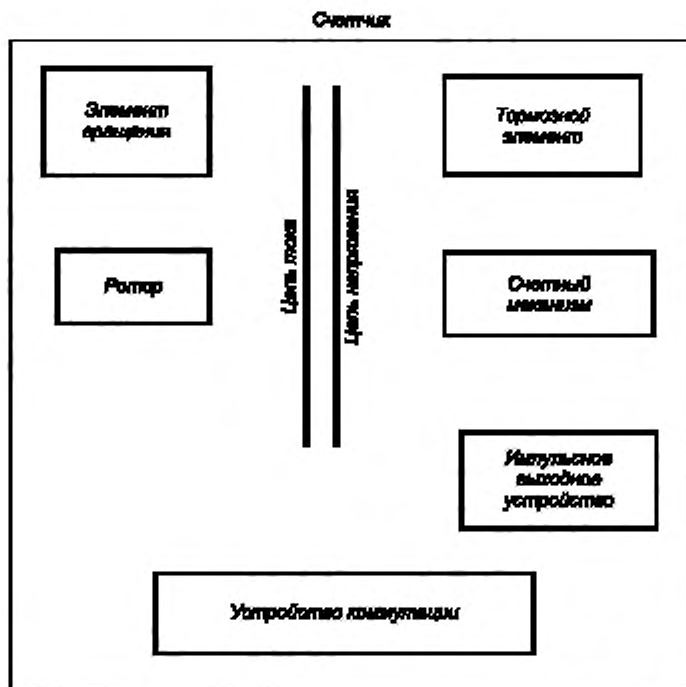 Счетчик
Элемент
вращения
Тормозной
элемент
Цепь тока
Цепь напряжения
Ротор
Счетный
механизм
Импульсное
выходное
устройство
Устройство коммутации